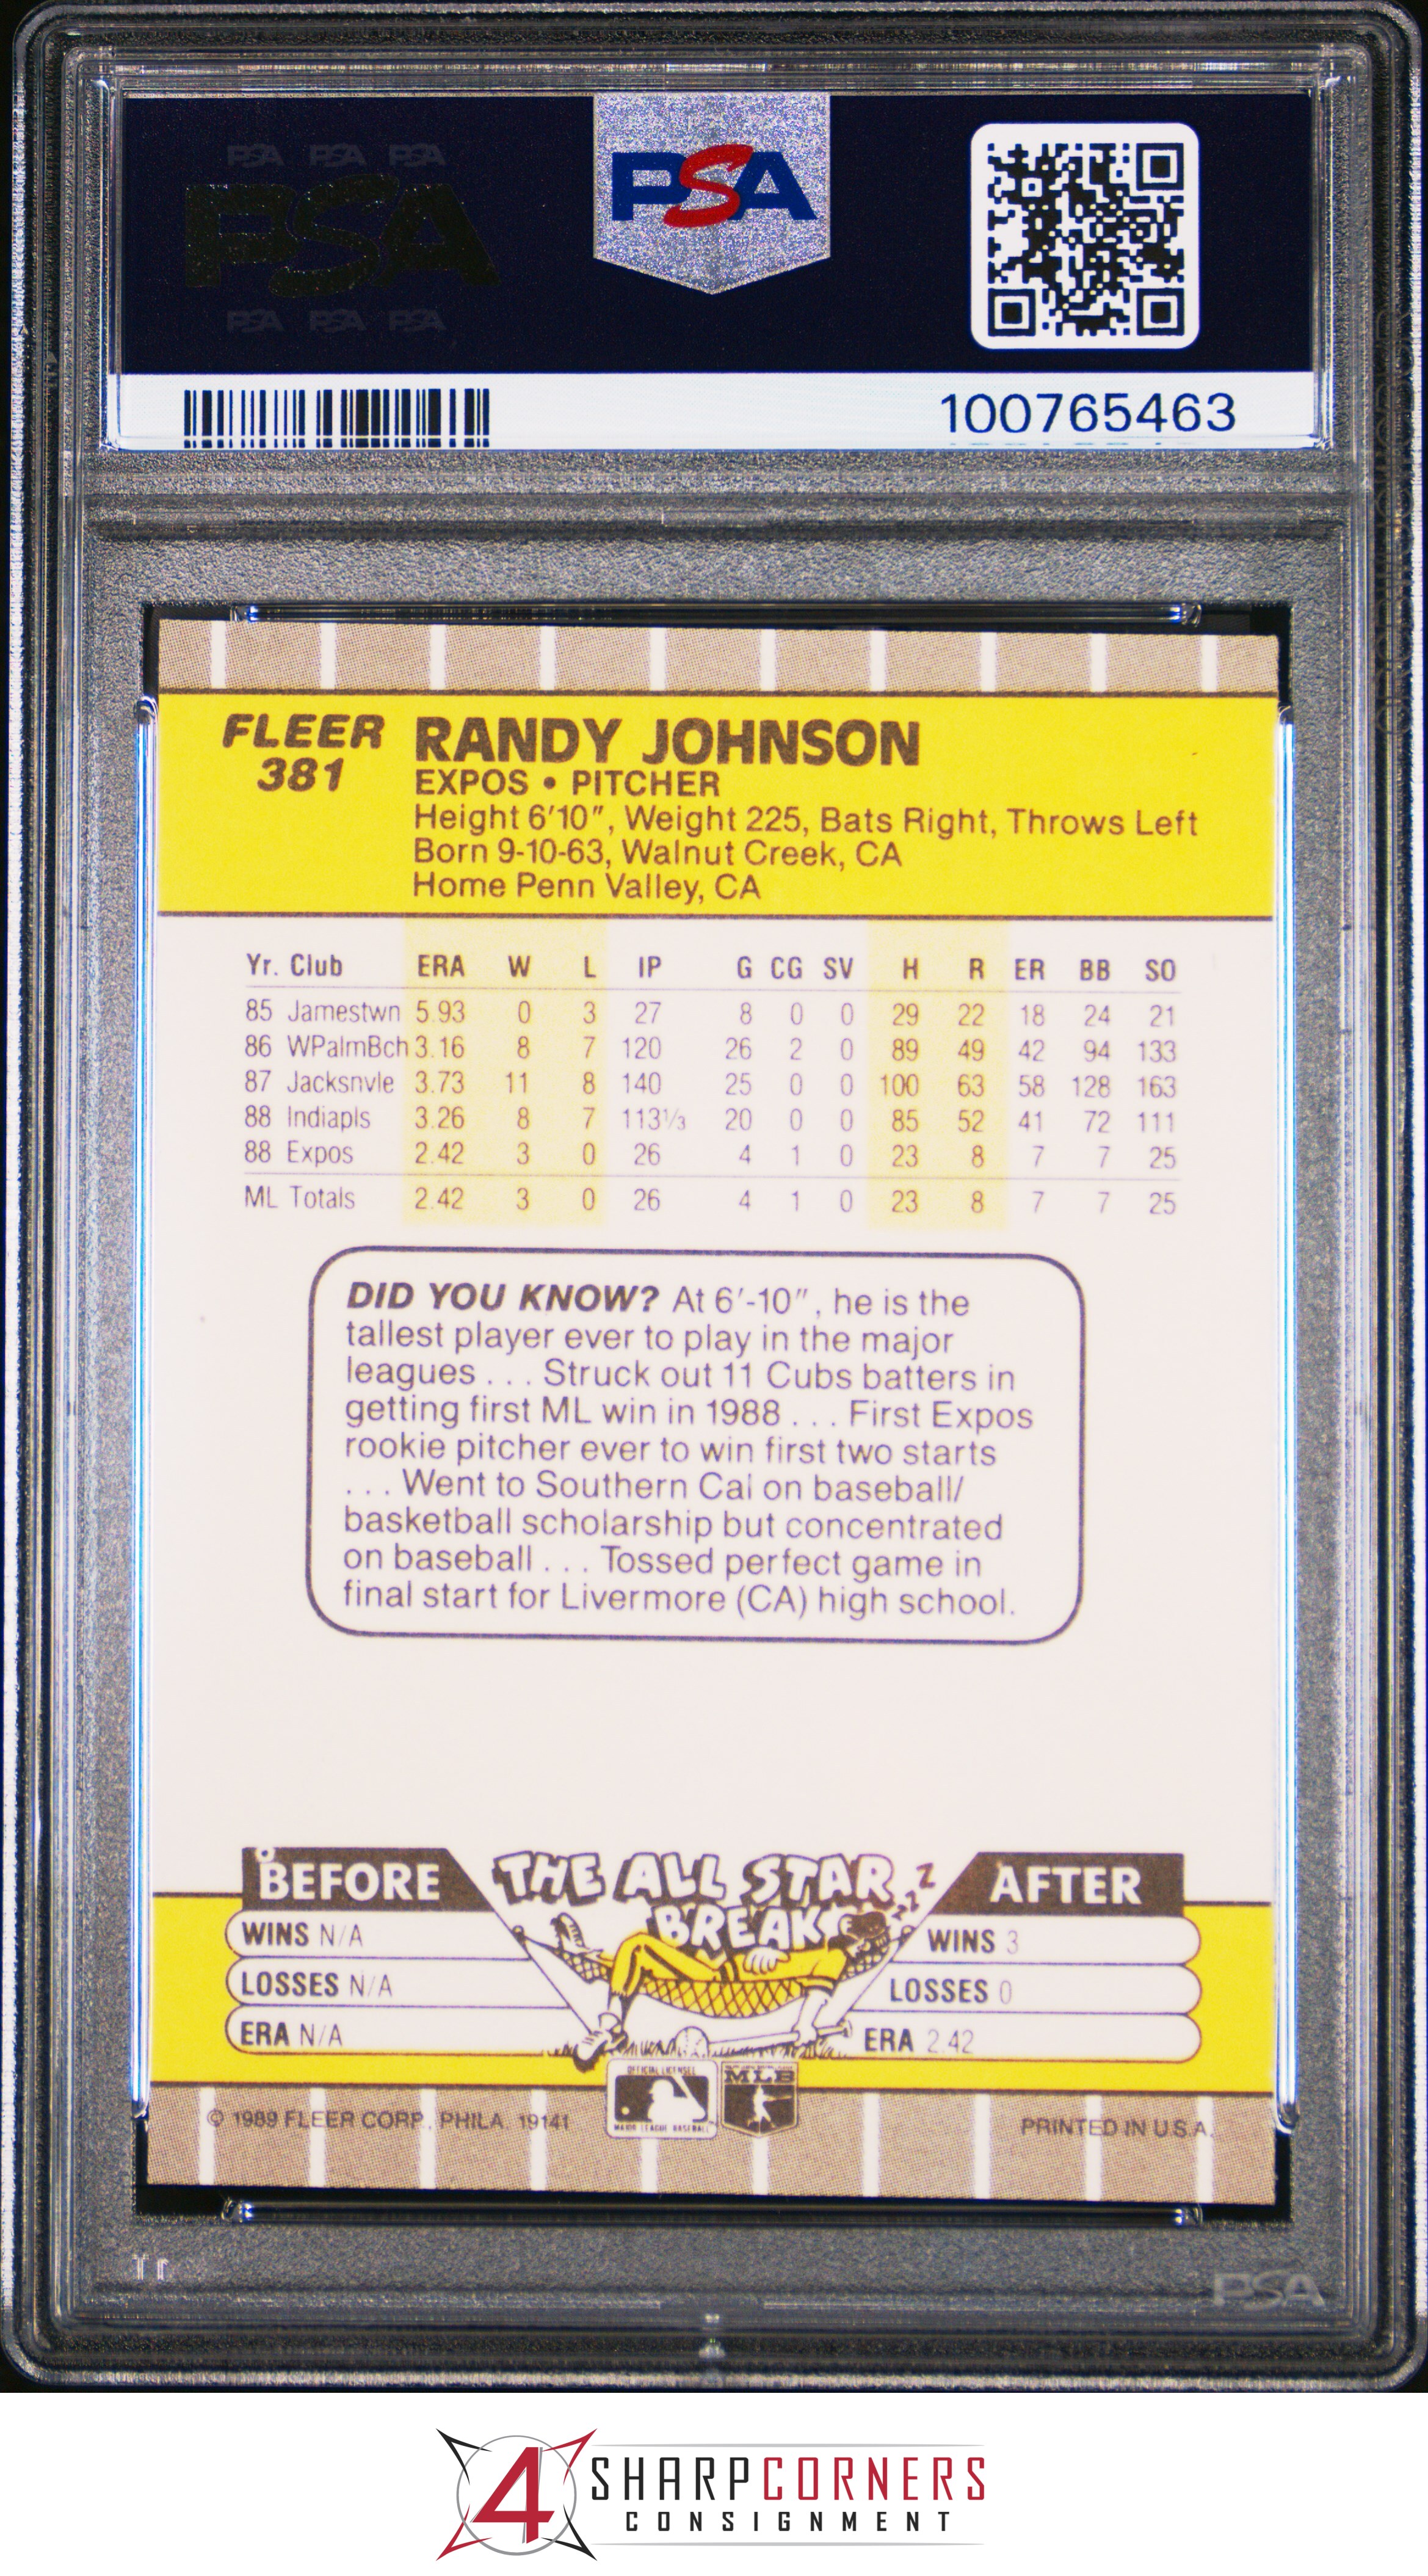 PSA PSA PSA
PSA
PSA PSA PSA
PSA
100765463
FLEER
381
RANDY JOHNSON
EXPOS • PITCHER
Height 6'10", Weight 225, Bats Right, Throws Left
Born 9-10-63, Walnut Creek, CA
Home Penn Valley, CA
Yr. Club ERA W L IP G CG SV H R ER BB SO
85 Jamestwn 5.93 0 3 27 8 0 0 29 22 18 24 21
86 WPalmBch 3.16 8 7 120 26 2 0 89 49 42 94 133
87 Jacksnvle 3.73 11 8 140 25 0 0 100 63 58 128 163
88 Indiapls 3.26 8 7 113⅓ 20 0 0 85 52 41 72 111
88 Expos 2.42 3 0 26 4 1 0 23 8 7 7 25
ML Totals 2.42 3 0 26 4 1 0 23 8 7 7 25
DID YOU KNOW? At 6'-10", he is the
tallest player ever to play in the major
leagues . . . Struck out 11 Cubs batters in
getting first ML win in 1988 . . . First Expos
rookie pitcher ever to win first two starts
. . . Went to Southern Cal on baseball/
basketball scholarship but concentrated
on baseball . . . Tossed perfect game in
final start for Livermore (CA) high school.
BEFORE
WINS N/A
LOSSES N/A
ERA N/A
THE ALL STAR
BREAK
Z Z Z
AFTER
WINS 3
LOSSES 0
ERA 2.42
OFFICIAL LICENSEE
MAJOR LEAGUE BASEBALL
MLB
© 1989 FLEER CORP. PHILA. 19141
PRINTED IN U.S.A.
PSA
4
SHARPCORNERS
CONSIGNMENT